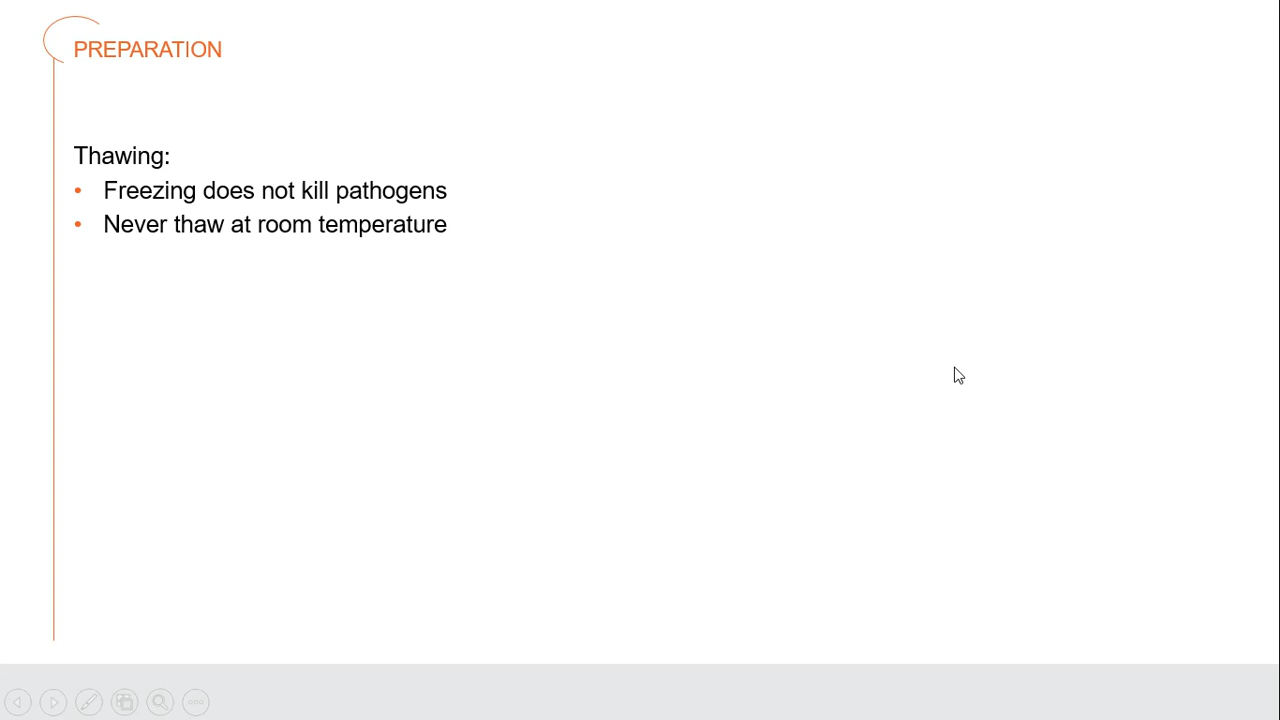 PREPARATION
Thawing:
• Freezing does not kill pathogens
• Never thaw at room temperature